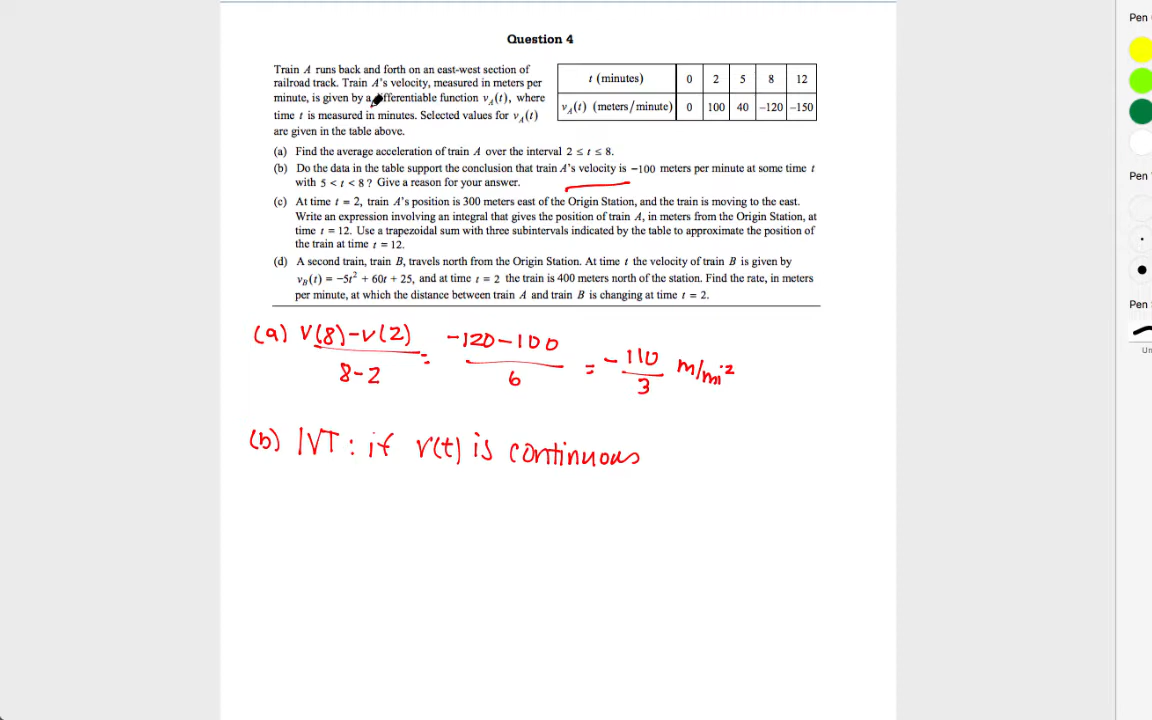 Question 4
Train A runs back and forth on an east-west section of
railroad track. Train A's velocity, measured in meters per
minute, is given by a differentiable function v_A(t), where
time t is measured in minutes. Selected values for v_A(t)
are given in the table above.
t (minutes) 0 2 5 8 12
v_A(t) (meters/minute) 0 100 40 −120 −150
(a) Find the average acceleration of train A over the interval 2 ≤ t ≤ 8.
(b) Do the data in the table support the conclusion that train A's velocity is −100 meters per minute at some time t
with 5 < t < 8? Give a reason for your answer.
(c) At time t = 2, train A's position is 300 meters east of the Origin Station, and the train is moving to the east.
Write an expression involving an integral that gives the position of train A, in meters from the Origin Station, at
time t = 12. Use a trapezoidal sum with three subintervals indicated by the table to approximate the position of
the train at time t = 12.
(d) A second train, train B, travels north from the Origin Station. At time t the velocity of train B is given by
v_B(t) = −5t² + 60t + 25, and at time t = 2 the train is 400 meters north of the station. Find the rate, in meters
per minute, at which the distance between train A and train B is changing at time t = 2.
(a) (v(8)−v(2))/(8−2) = (−120−100)/6 = −110/3 m/mi²
(b) IVT: if v(t) is continuous
Pen
Pen
Pen
Un